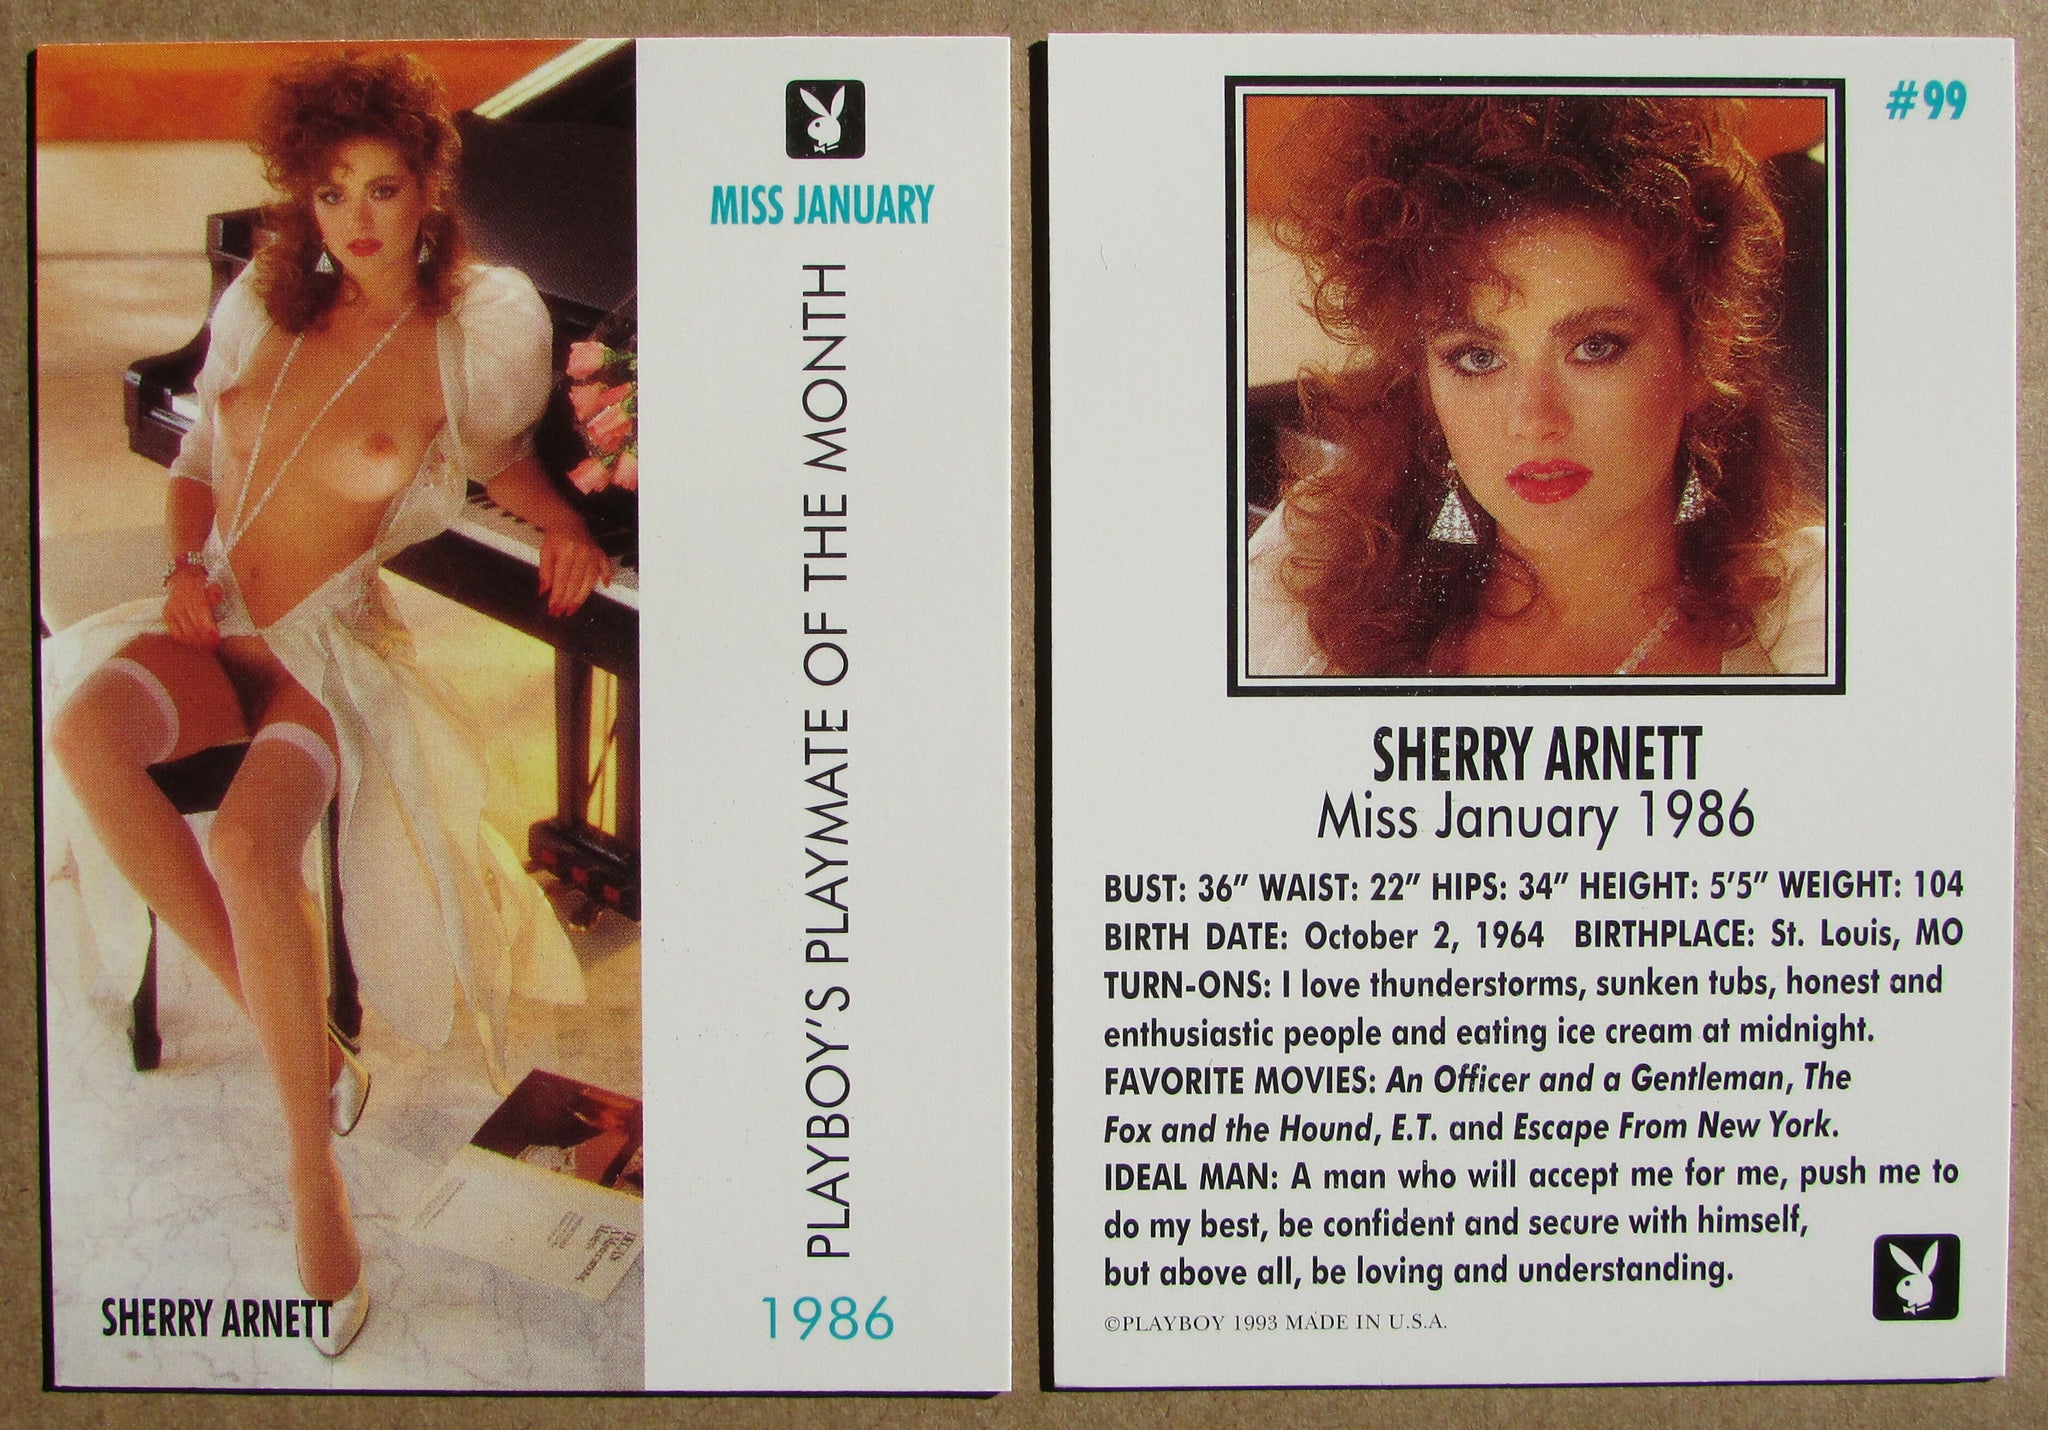 MISS JANUARY
PLAYBOY'S PLAYMATE OF THE MONTH
1986
SHERRY ARNETT
#99
SHERRY ARNETT
Miss January 1986
BUST: 36" WAIST: 22" HIPS: 34" HEIGHT: 5'5" WEIGHT: 104
BIRTH DATE: October 2, 1964 BIRTHPLACE: St. Louis, MO
TURN-ONS: I love thunderstorms, sunken tubs, honest and
enthusiastic people and eating ice cream at midnight.
FAVORITE MOVIES: An Officer and a Gentleman, The
Fox and the Hound, E.T. and Escape From New York.
IDEAL MAN: A man who will accept me for me, push me to
do my best, be confident and secure with himself,
but above all, be loving and understanding.
©PLAYBOY 1993 MADE IN U.S.A.